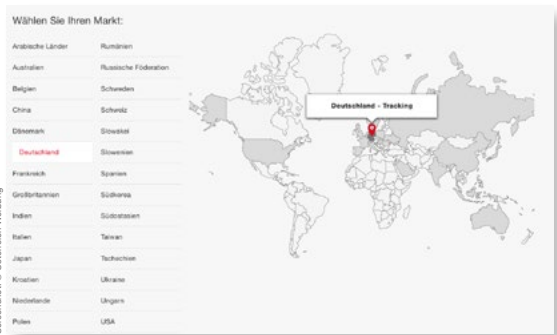 Wählen Sie Ihren Markt:
Arabische Länder
Australien
Belgien
China
Dänemark
Deutschland
Frankreich
Großbritannien
Indien
Italien
Japan
Kroatien
Niederlande
Polen
Rumänien
Russische Föderation
Schweden
Schweiz
Slowakei
Slowenien
Spanien
Südkorea
Südostasien
Taiwan
Tschechien
Ukraine
Ungarn
USA
Deutschland - Tracking